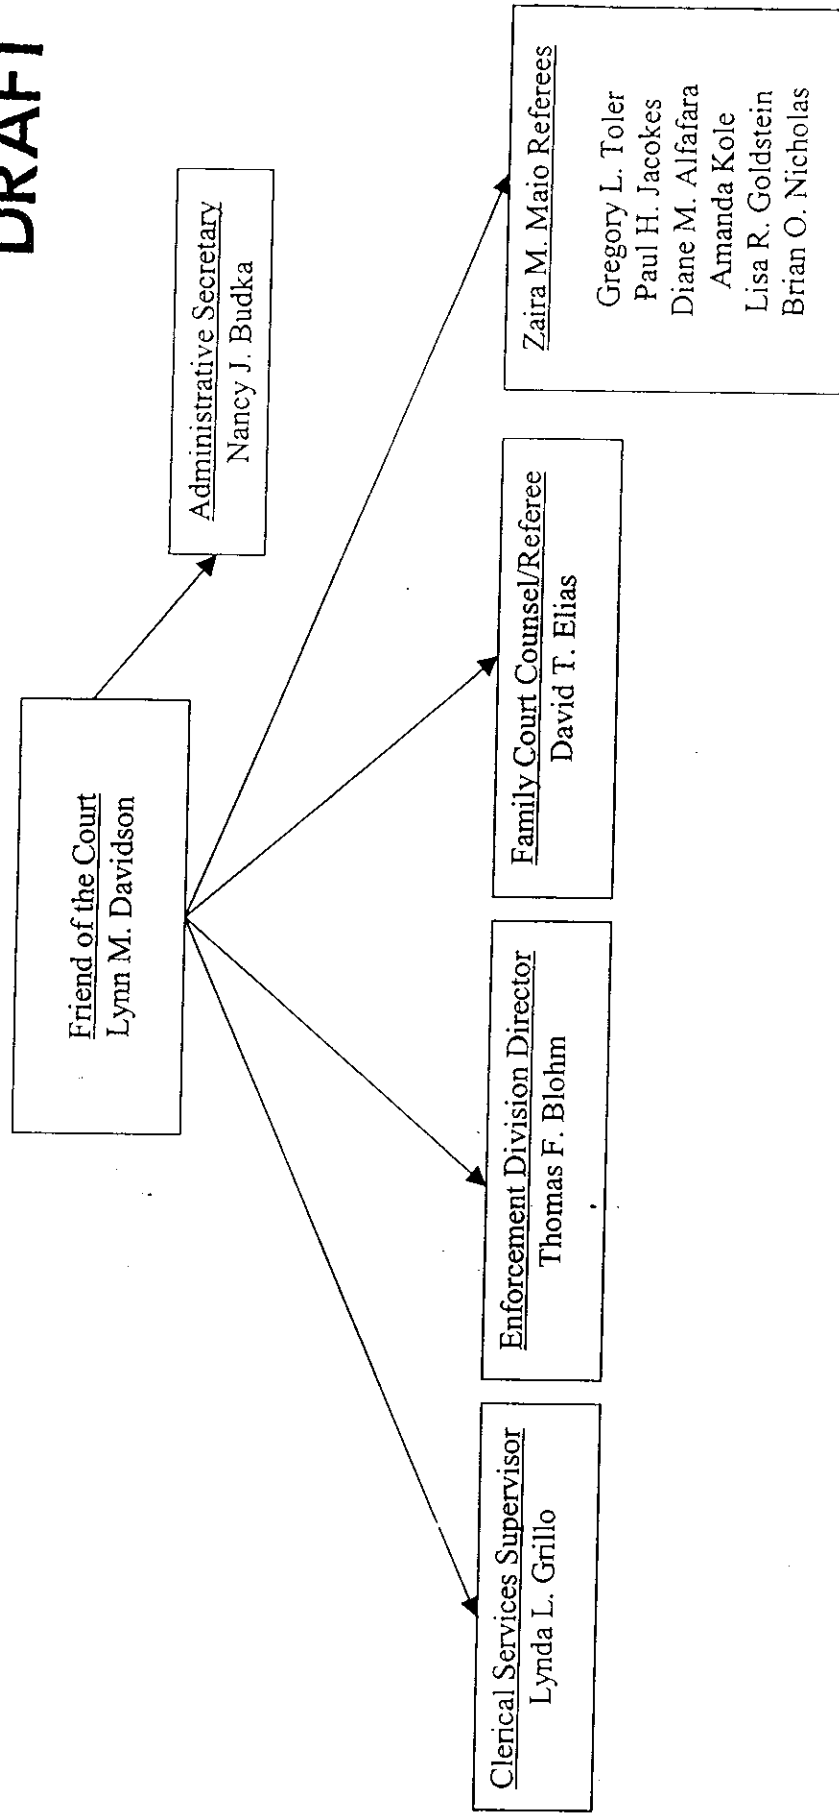 DRAFT
Friend of the Court
Lynn M. Davidson
Administrative Secretary
Nancy J. Budka
Clerical Services Supervisor
Lynda L. Grillo
Enforcement Division Director
Thomas F. Blohm
Family Court Counsel/Referee
David T. Elias
Zaira M. Maio Referees
Gregory L. Toler
Paul H. Jacokes
Diane M. Alfafara
Amanda Kole
Lisa R. Goldstein
Brian O. Nicholas